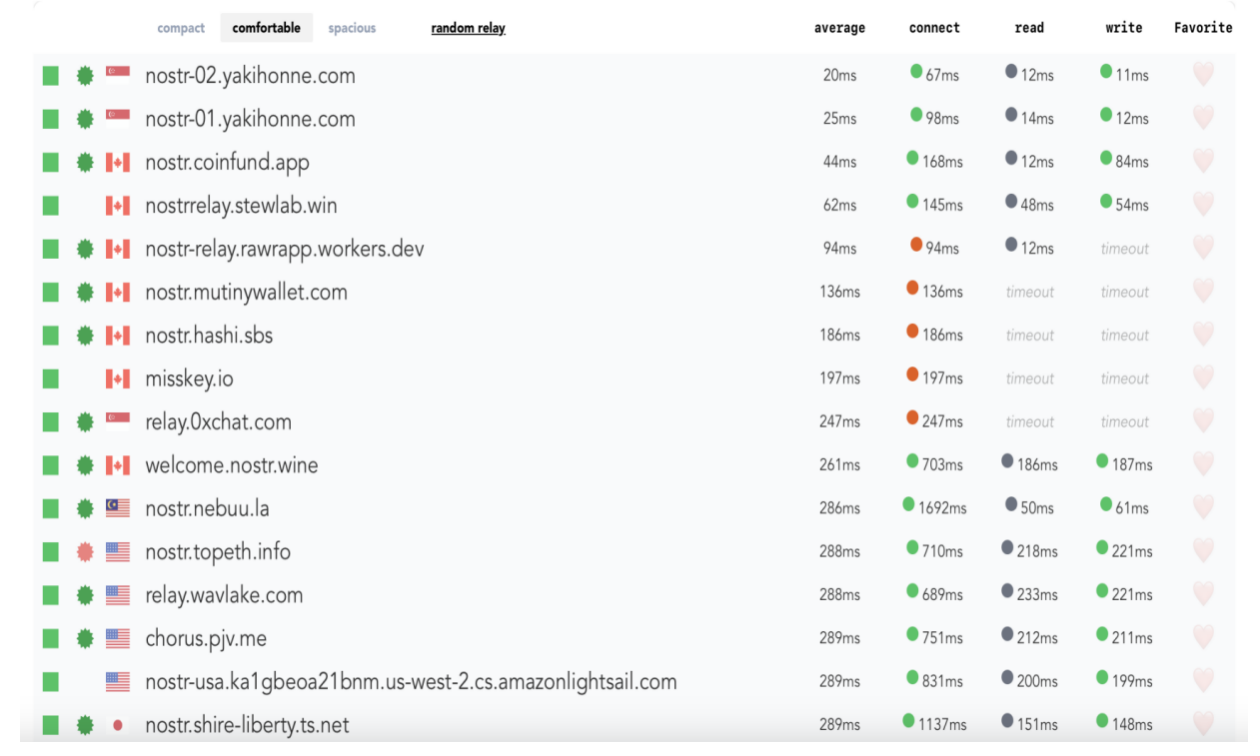 compact comfortable spacious random relay average connect read write Favorite
nostr-02.yakihonne.com 20ms 67ms 12ms 11ms
nostr-01.yakihonne.com 25ms 98ms 14ms 12ms
nostr.coinfund.app 44ms 168ms 12ms 84ms
nostrrelay.stewlab.win 62ms 145ms 48ms 54ms
nostr-relay.rawrapp.workers.dev 94ms 94ms 12ms timeout
nostr.mutinywallet.com 136ms 136ms timeout timeout
nostr.hashi.sbs 186ms 186ms timeout timeout
misskey.io 197ms 197ms timeout timeout
relay.0xchat.com 247ms 247ms timeout timeout
welcome.nostr.wine 261ms 703ms 186ms 187ms
nostr.nebuu.la 286ms 1692ms 50ms 61ms
nostr.topeth.info 288ms 710ms 218ms 221ms
relay.wavlake.com 288ms 689ms 233ms 221ms
chorus.pjv.me 289ms 751ms 212ms 211ms
nostr-usa.ka1gbeoa21bnm.us-west-2.cs.amazonlightsail.com 289ms 831ms 200ms 199ms
nostr.shire-liberty.ts.net 289ms 1137ms 151ms 148ms